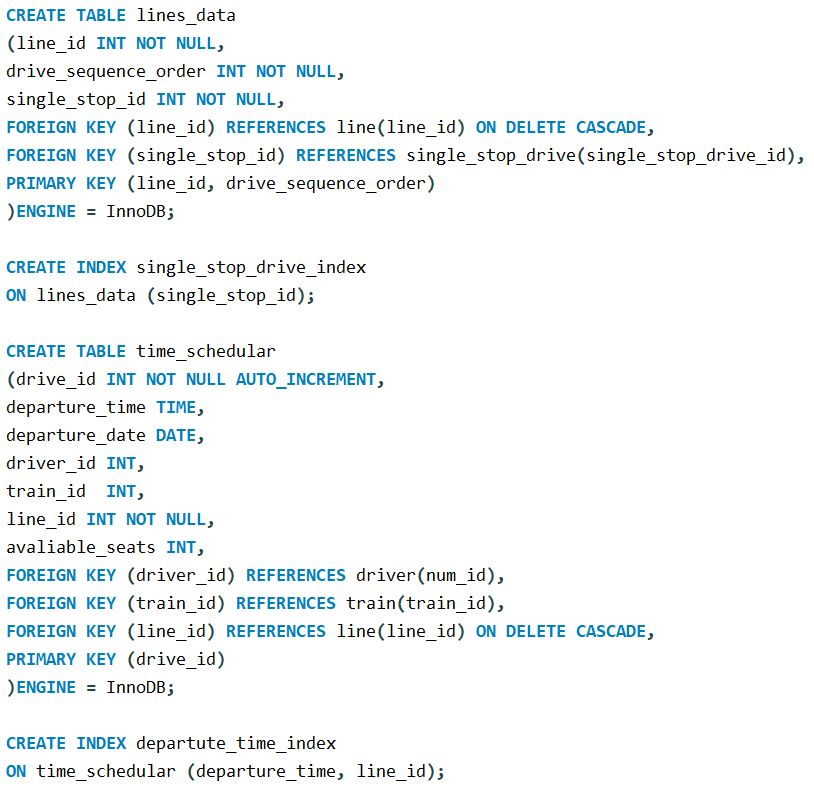 CREATE TABLE lines_data
(line_id INT NOT NULL,
drive_sequence_order INT NOT NULL,
single_stop_id INT NOT NULL,
FOREIGN KEY (line_id) REFERENCES line(line_id) ON DELETE CASCADE,
FOREIGN KEY (single_stop_id) REFERENCES single_stop_drive(single_stop_drive_id),
PRIMARY KEY (line_id, drive_sequence_order)
)ENGINE = InnoDB;

CREATE INDEX single_stop_drive_index
ON lines_data (single_stop_id);

CREATE TABLE time_schedular
(drive_id INT NOT NULL AUTO_INCREMENT,
departure_time TIME,
departure_date DATE,
driver_id INT,
train_id  INT,
line_id INT NOT NULL,
avaliable_seats INT,
FOREIGN KEY (driver_id) REFERENCES driver(num_id),
FOREIGN KEY (train_id) REFERENCES train(train_id),
FOREIGN KEY (line_id) REFERENCES line(line_id) ON DELETE CASCADE,
PRIMARY KEY (drive_id)
)ENGINE = InnoDB;

CREATE INDEX departute_time_index
ON time_schedular (departure_time, line_id);